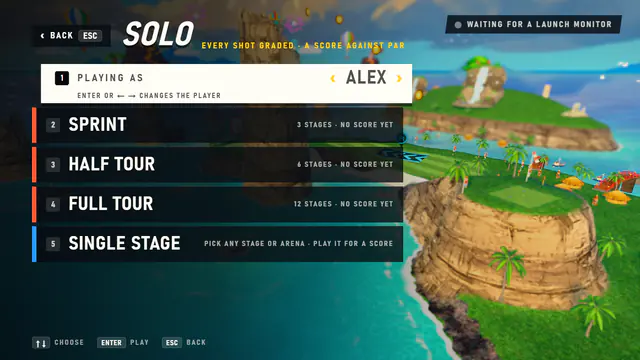 ‹ BACK ESC
SOLO
EVERY SHOT GRADED · A SCORE AGAINST PAR
WAITING FOR A LAUNCH MONITOR
1 PLAYING AS ‹ ALEX ›
ENTER OR ← → CHANGES THE PLAYER
2 SPRINT 3 STAGES · NO SCORE YET
3 HALF TOUR 6 STAGES · NO SCORE YET
4 FULL TOUR 12 STAGES · NO SCORE YET
5 SINGLE STAGE PICK ANY STAGE OR ARENA · PLAY IT FOR A SCORE
↑↓ CHOOSE ENTER PLAY ESC BACK